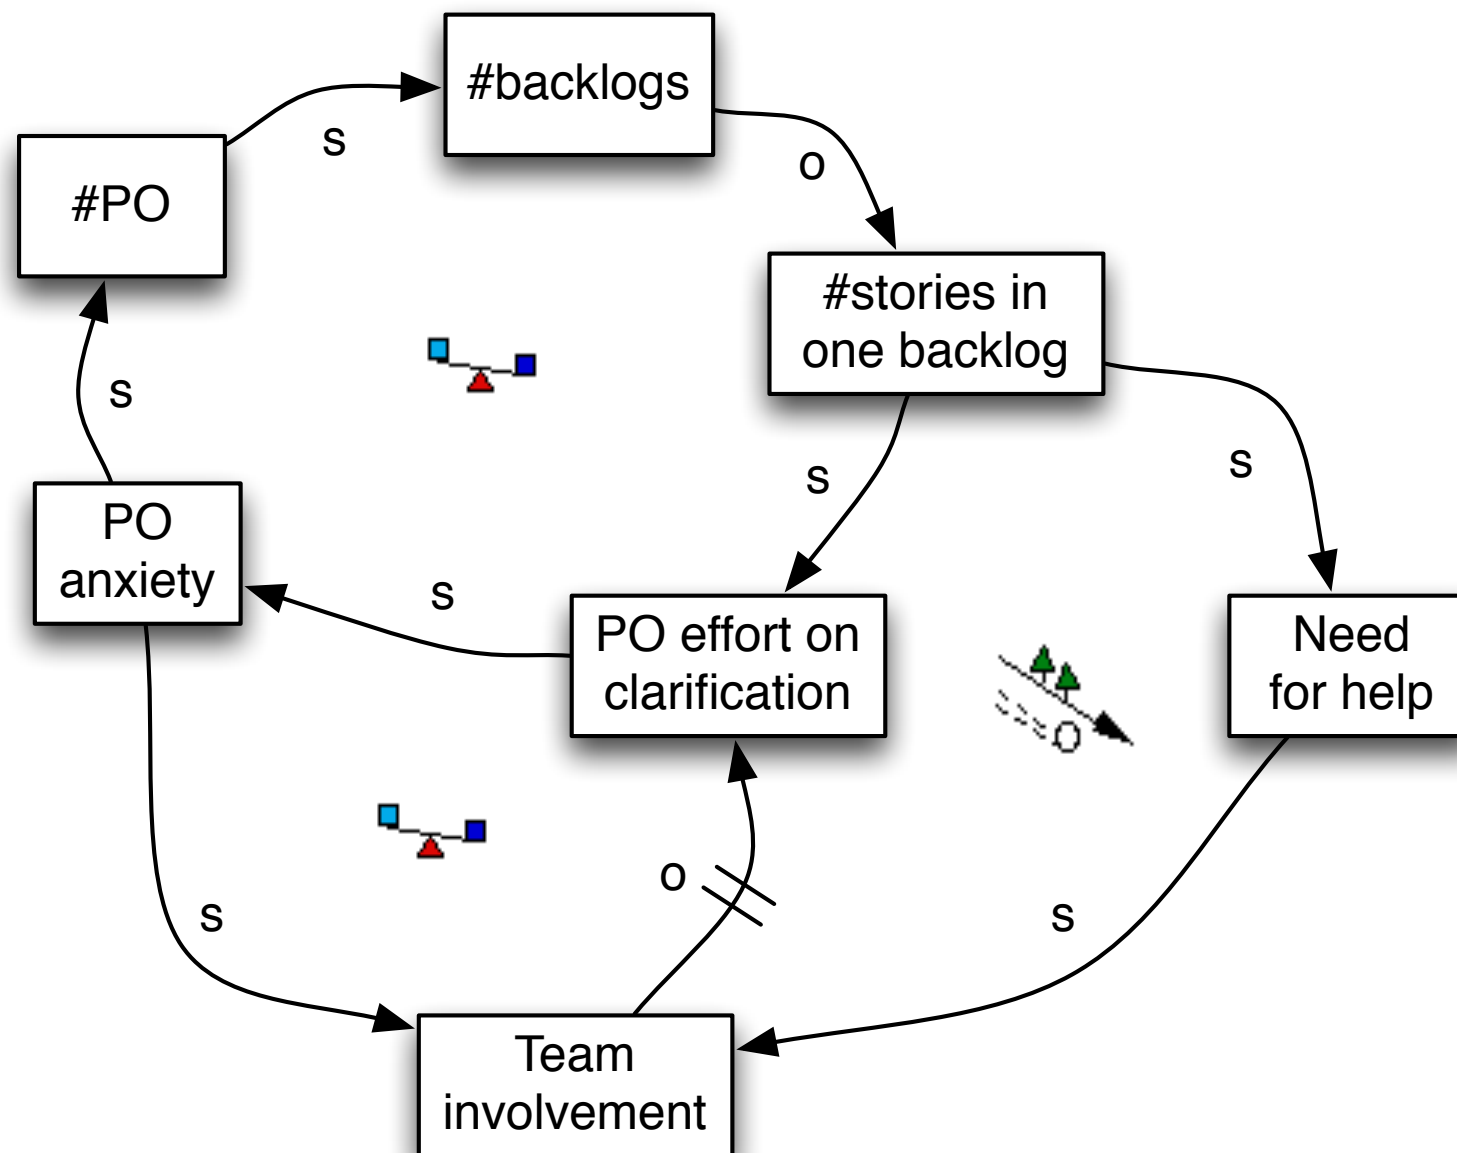 #backlogs
s
o
#PO
#stories in
one backlog
s
s
s
PO
anxiety
s
PO effort on
clarification
Need
for help
o
s
s
Team
involvement